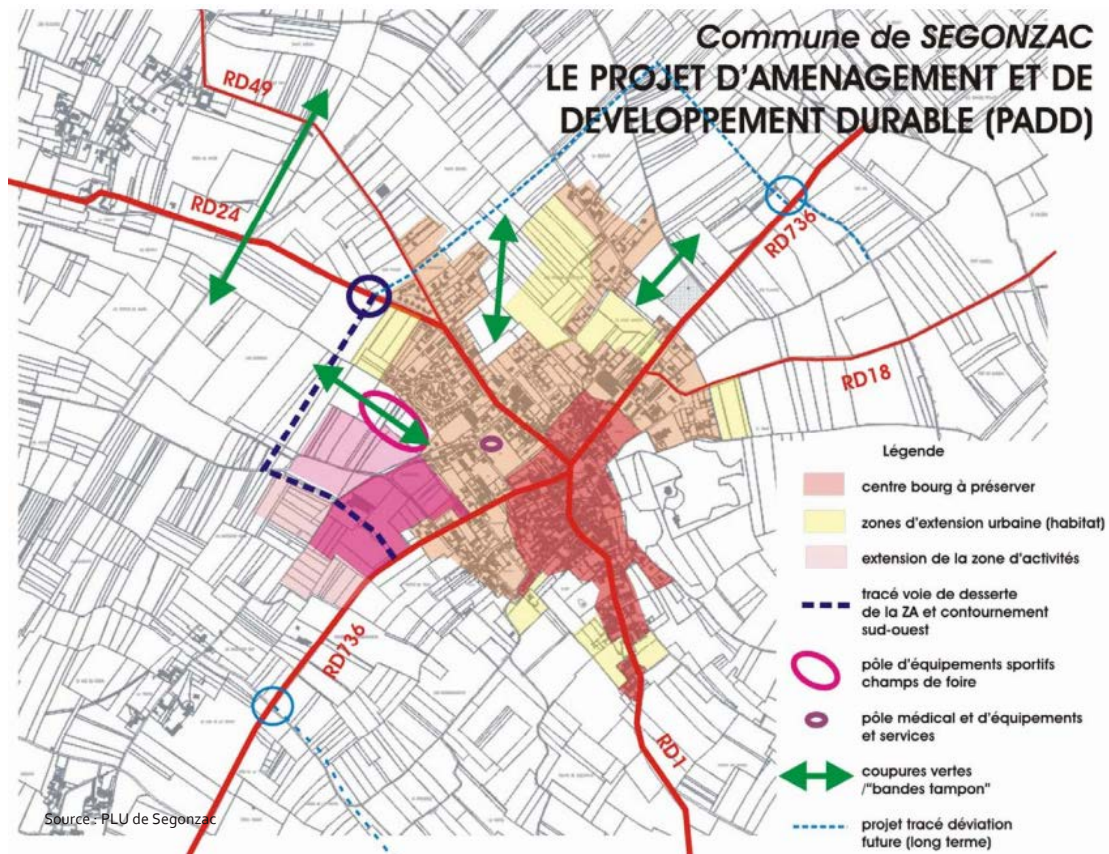 Commune de SEGONZAC
LE PROJET D'AMENAGEMENT ET DE
DEVELOPPEMENT DURABLE (PADD)
RD49
RD24
RD736
RD18
Légende
centre bourg à préserver
zones d'extension urbaine (habitat)
extension de la zone d'activités
tracé voie de desserte
de la ZA et contournement
sud-ouest
RD736
pôle d'équipements sportifs
champs de foire
pôle médical et d'équipements
et services
RD1
coupures vertes
/"bandes tampon"
Source : PLU de Segonzac
projet tracé déviation
future (long terme)